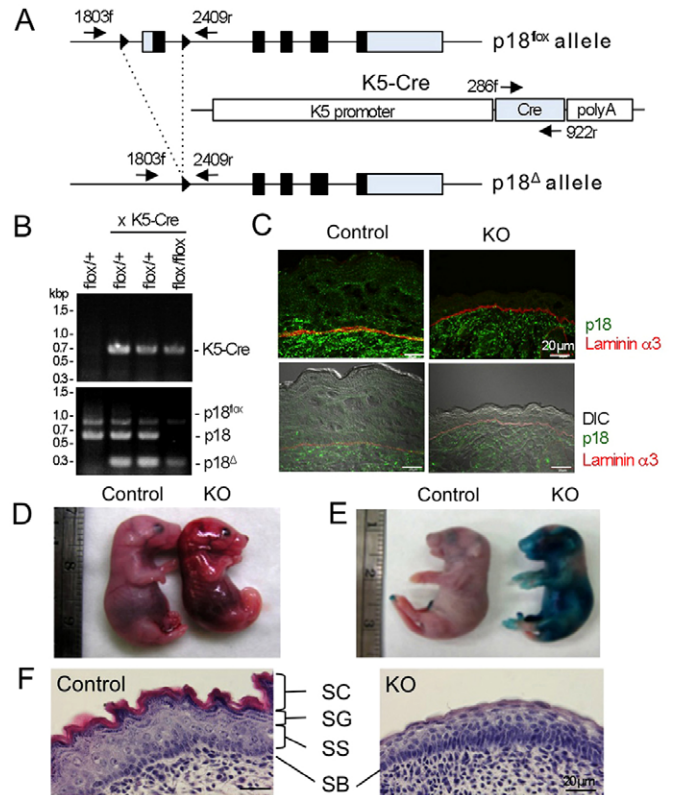 A
1803f
2409r
p18flox allele
K5-Cre
286f
K5 promoter
Cre
polyA
922r
1803f
2409r
p18Δ allele
B
x K5-Cre
flox/+
flox/+
flox/+
flox/flox
kbp
1.5-
1.0-
0.7-
0.5-
0.3-
- K5-Cre
1.5-
1.0-
0.7-
0.5-
0.3-
- p18flox
- p18
- p18Δ
C
Control
KO
20µm
p18
Laminin α3
DIC
p18
Laminin α3
D
Control
KO
E
Control
KO
F
Control
SC
SG
SS
SB
KO
20µm